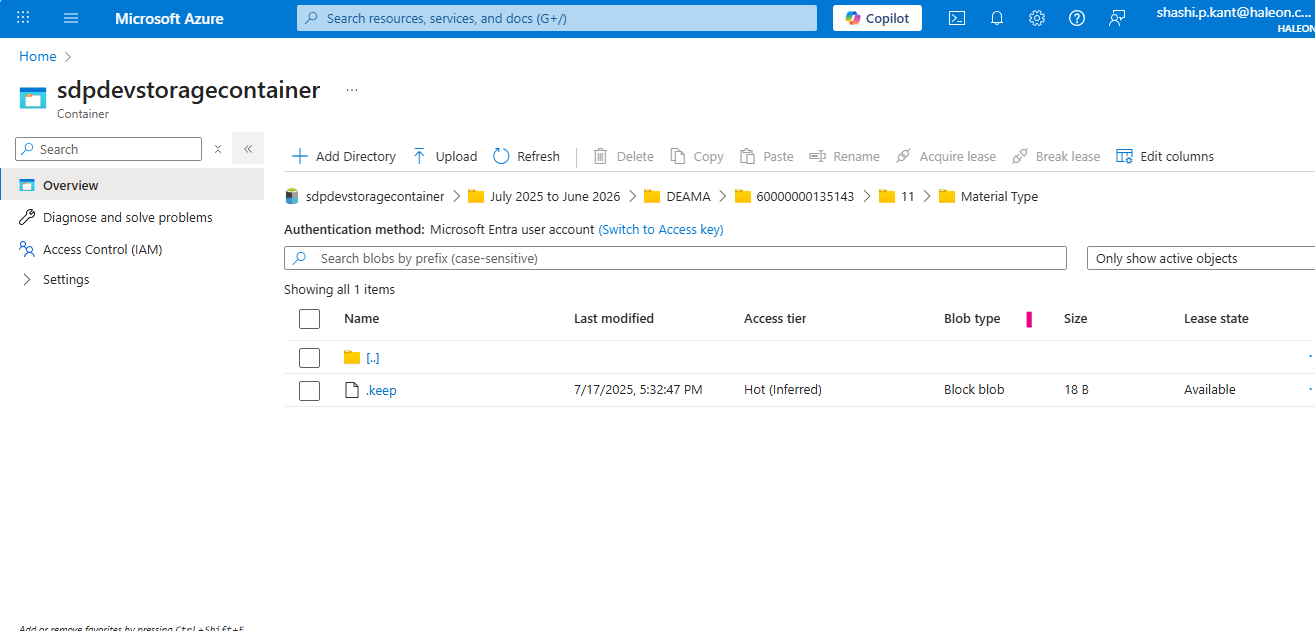 Microsoft Azure
Search resources, services, and docs (G+/)
Copilot
shashi.p.kant@haleon.c...
HALEON
Home
sdpdevstoragecontainer
...
Container
Search
Add Directory
Upload
Refresh
Delete
Copy
Paste
Rename
Acquire lease
Break lease
Edit columns
Overview
Diagnose and solve problems
Access Control (IAM)
Settings
sdpdevstoragecontainer > July 2025 to June 2026 > DEAMA > 60000000135143 > 11 > Material Type
Authentication method: Microsoft Entra user account (Switch to Access key)
Search blobs by prefix (case-sensitive)
Only show active objects
Showing all 1 items
Name Last modified Access tier Blob type Size Lease state
[..]
.keep 7/17/2025, 5:32:47 PM Hot (Inferred) Block blob 18 B Available
Add or remove favorites by pressing Ctrl+Shift+F